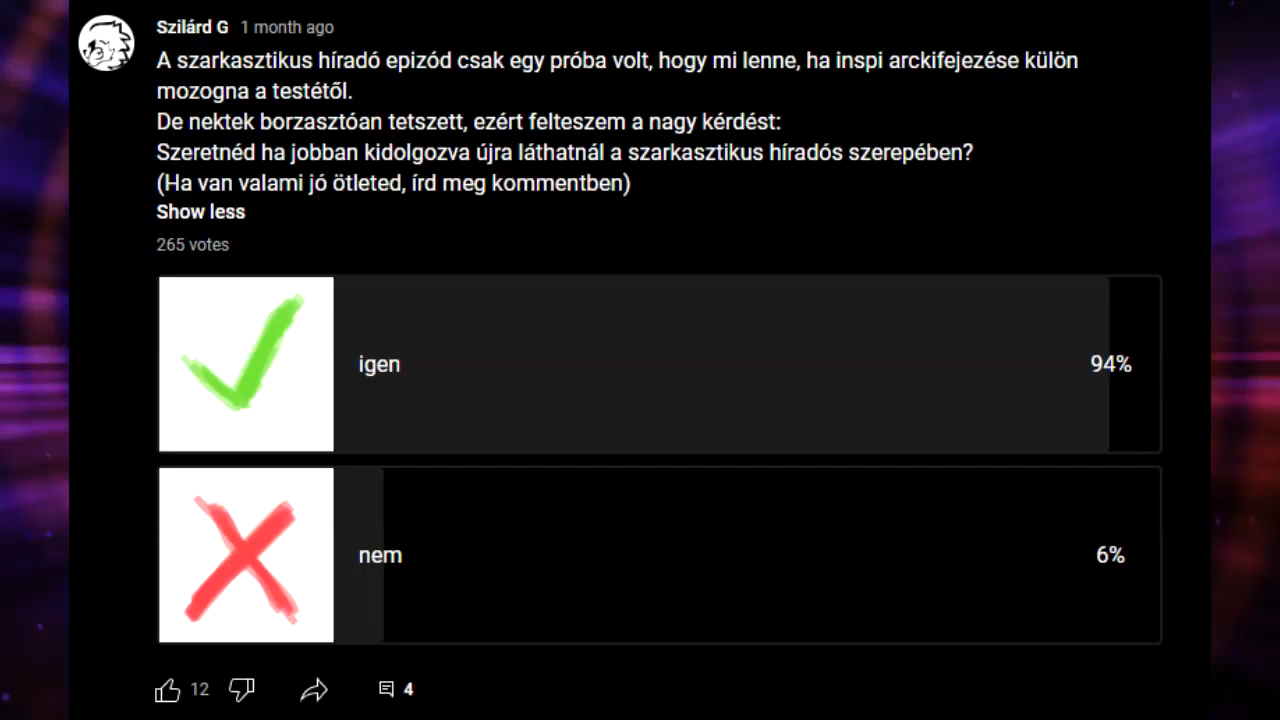 Szilárd G 1 month ago
A szarkasztikus híradó epizód csak egy próba volt, hogy mi lenne, ha inspi arckifejezése külön
mozogna a testétől.
De nektek borzasztóan tetszett, ezért felteszem a nagy kérdést:
Szeretnéd ha jobban kidolgozva újra láthatnál a szarkasztikus híradós szerepében?
(Ha van valami jó ötleted, írd meg kommentben)
Show less
265 votes
igen 94%
nem 6%
12 4